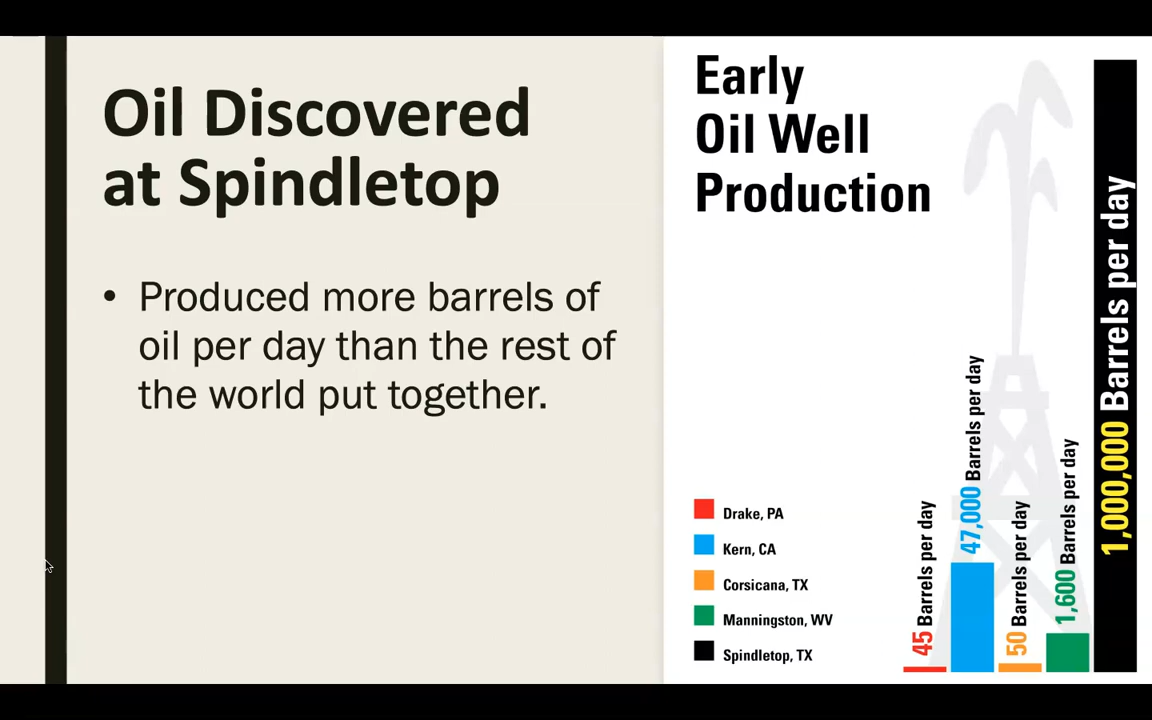 Oil Discovered
at Spindletop
• Produced more barrels of
oil per day than the rest of
the world put together.
Early
Oil Well
Production
Drake, PA
Kern, CA
Corsicana, TX
Manningston, WV
Spindletop, TX
45 Barrels per day
47,000 Barrels per day
50 Barrels per day
1,600 Barrels per day
1,000,000 Barrels per day